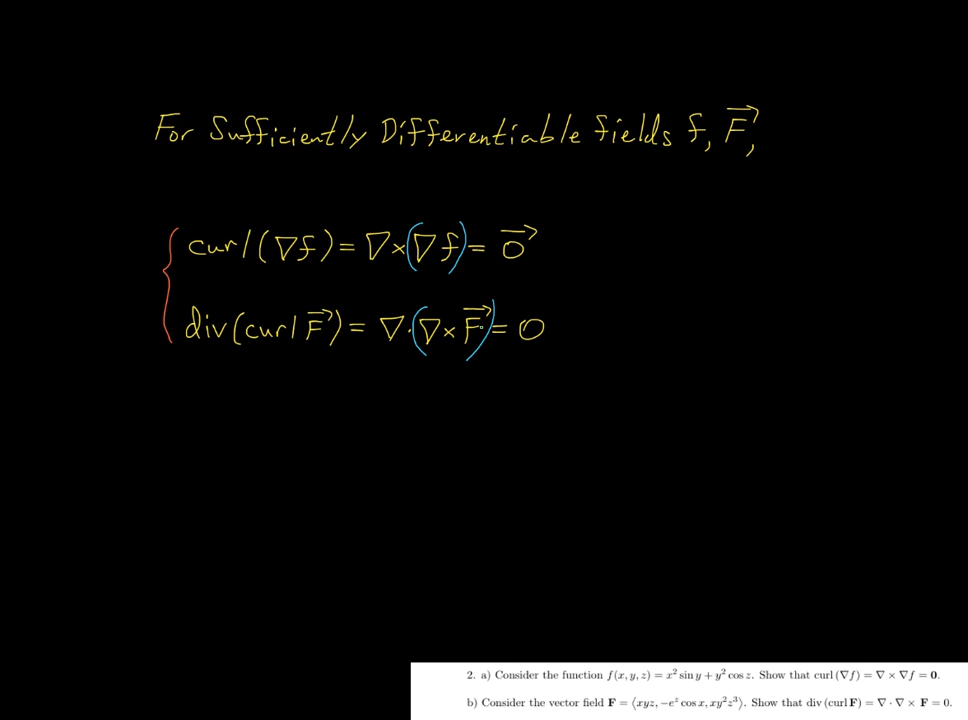 For Sufficiently Differentiable fields f, F⃗,
curl(∇f) = ∇×(∇f) = 0⃗
div(curl F⃗) = ∇·(∇×F⃗) = 0
2. a) Consider the function f(x, y, z) = x² sin y + y² cos z. Show that curl (∇f) = ∇ × ∇f = 0.
b) Consider the vector field F = ⟨xyz, −eᶻ cos x, xy²z³⟩. Show that div (curl F) = ∇ · ∇ × F = 0.